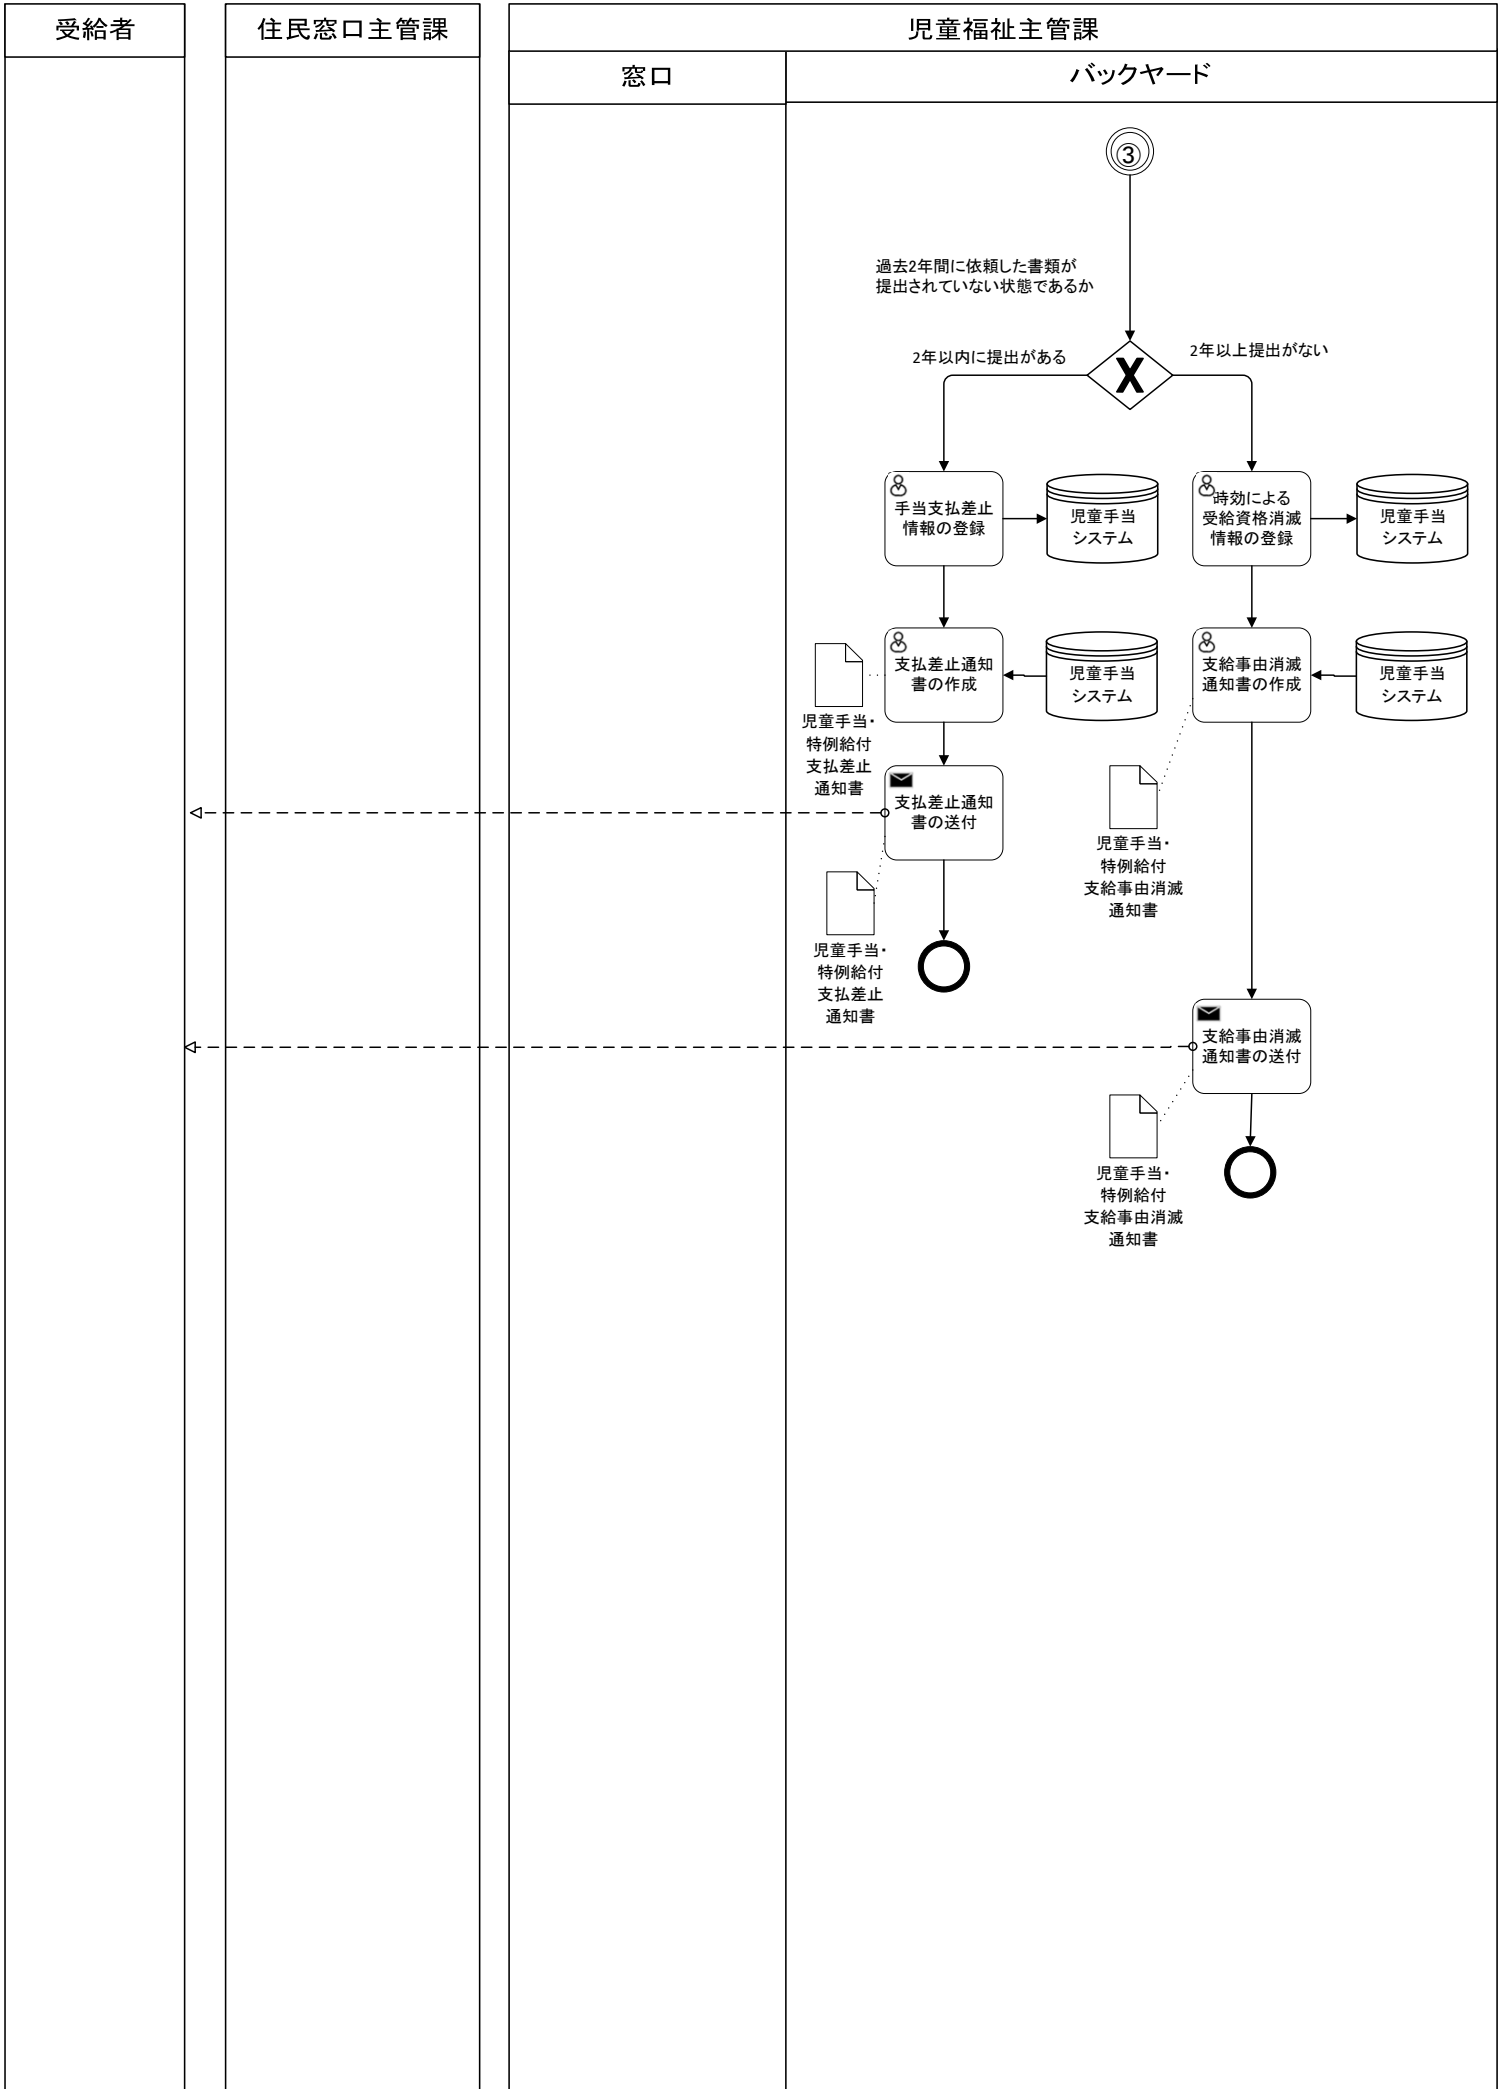 受給者
住民窓口主管課
児童福祉主管課
窓口
バックヤード
③
過去2年間に依頼した書類が
提出されていない状態であるか
2年以内に提出がある
2年以上提出がない
X
手当支払差止
情報の登録
児童手当
システム
時効による
受給資格消滅
情報の登録
児童手当
システム
支払差止通知
書の作成
児童手当
システム
支給事由消滅
通知書の作成
児童手当
システム
児童手当・
特例給付
支払差止
通知書
支払差止通知
書の送付
児童手当・
特例給付
支給事由消滅
通知書
児童手当・
特例給付
支払差止
通知書
支給事由消滅
通知書の送付
児童手当・
特例給付
支給事由消滅
通知書